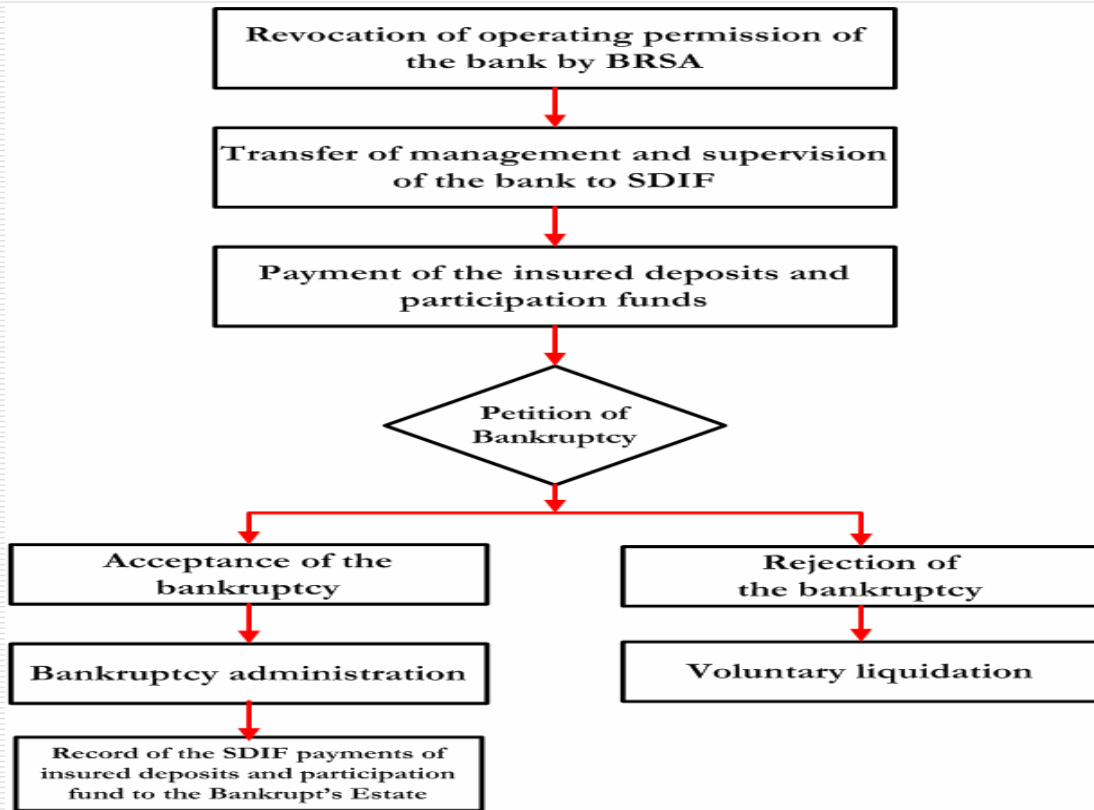 Revocation of operating permission of
the bank by BRSA
Transfer of management and supervision
of the bank to SDIF
Payment of the insured deposits and
participation funds
Petition of
Bankruptcy
Acceptance of the
bankruptcy
Rejection of
the bankruptcy
Bankruptcy administration
Voluntary liquidation
Record of the SDIF payments of
insured deposits and participation
fund to the Bankrupt's Estate